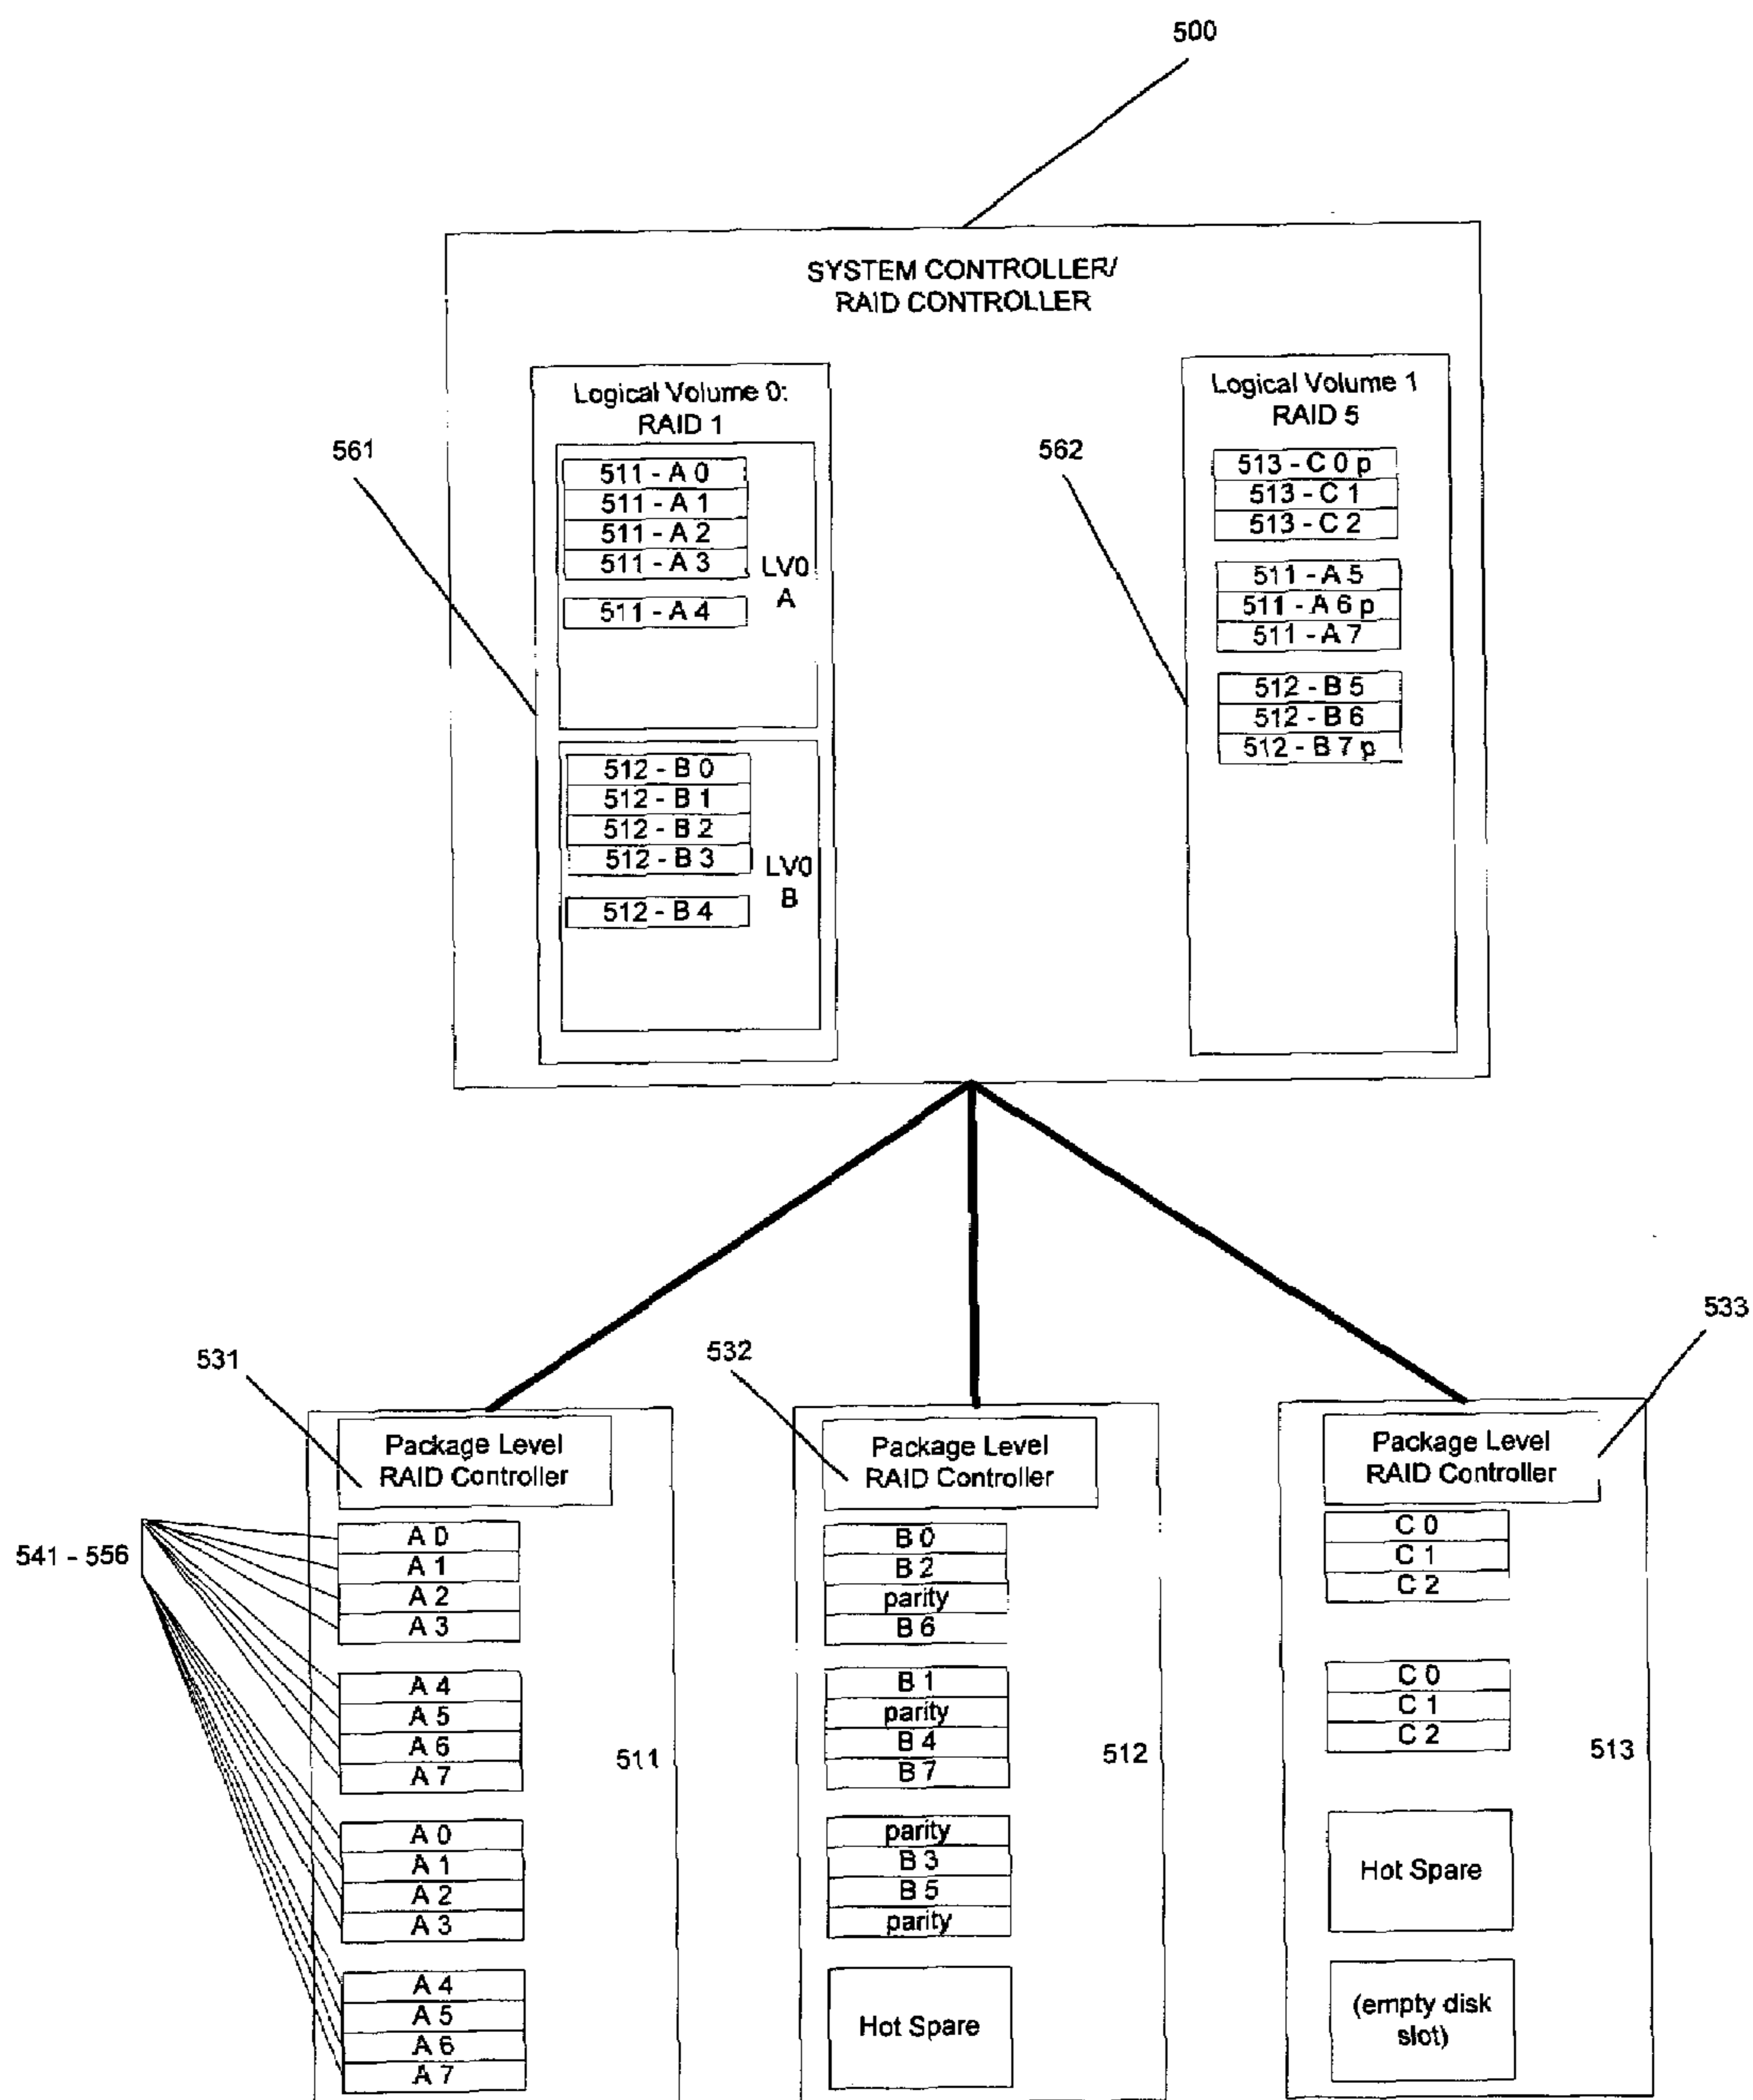 500
SYSTEM CONTROLLER/
RAID CONTROLLER
Logical Volume 0:
RAID 1
561
511 - A 0
511 - A 1
511 - A 2
511 - A 3
511 - A 4
LV0
A
512 - B 0
512 - B 1
512 - B 2
512 - B 3
512 - B 4
LV0
B
Logical Volume 1
RAID 5
562
513 - C 0 p
513 - C 1
513 - C 2
511 - A 5
511 - A 6 p
511 - A 7
512 - B 5
512 - B 6
512 - B 7 p
531
Package Level
RAID Controller
541 - 556
A 0
A 1
A 2
A 3
A 4
A 5
A 6
A 7
A 0
A 1
A 2
A 3
A 4
A 5
A 6
A 7
511
532
Package Level
RAID Controller
B 0
B 2
parity
B 6
B 1
parity
B 4
B 7
parity
B 3
B 5
parity
Hot Spare
512
533
Package Level
RAID Controller
C 0
C 1
C 2
C 0
C 1
C 2
Hot Spare
(empty disk
slot)
513